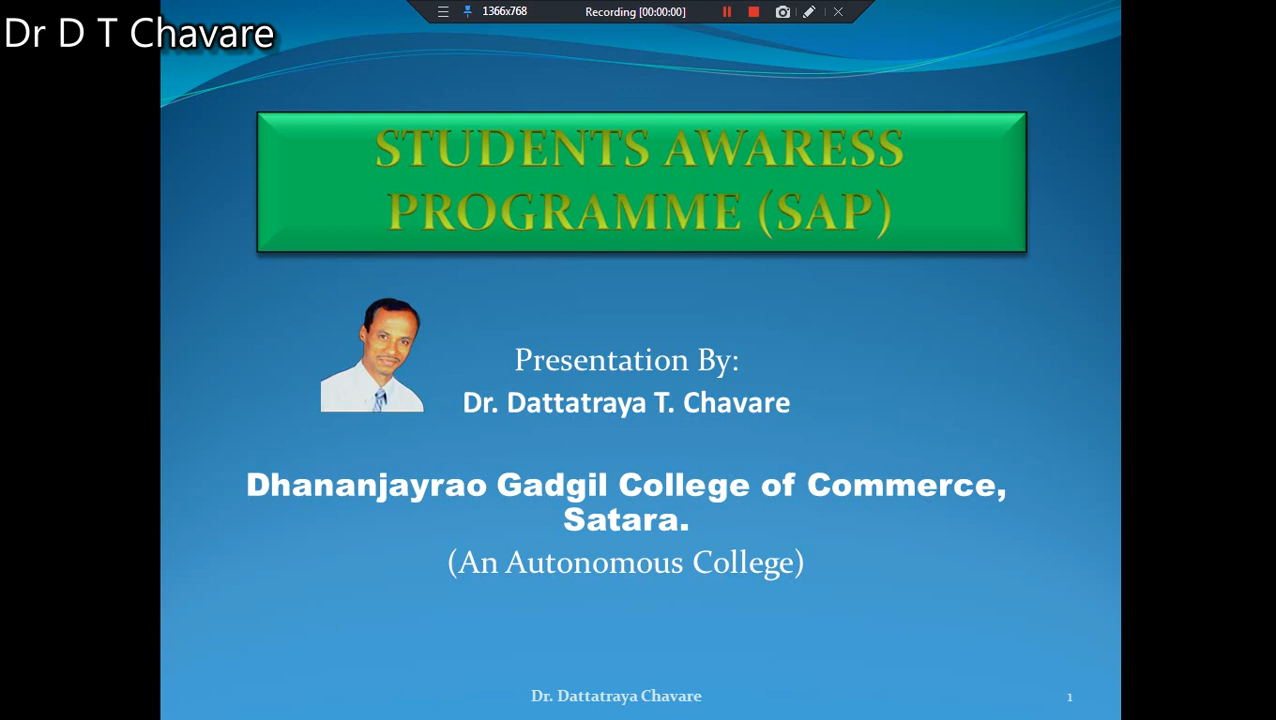 1366x768 Recording [00:00:00]
Dr D T Chavare
STUDENTS AWARESS
PROGRAMME (SAP)
Presentation By:
Dr. Dattatraya T. Chavare
Dhananjayrao Gadgil College of Commerce,
Satara.
(An Autonomous College)
Dr. Dattatraya Chavare 1